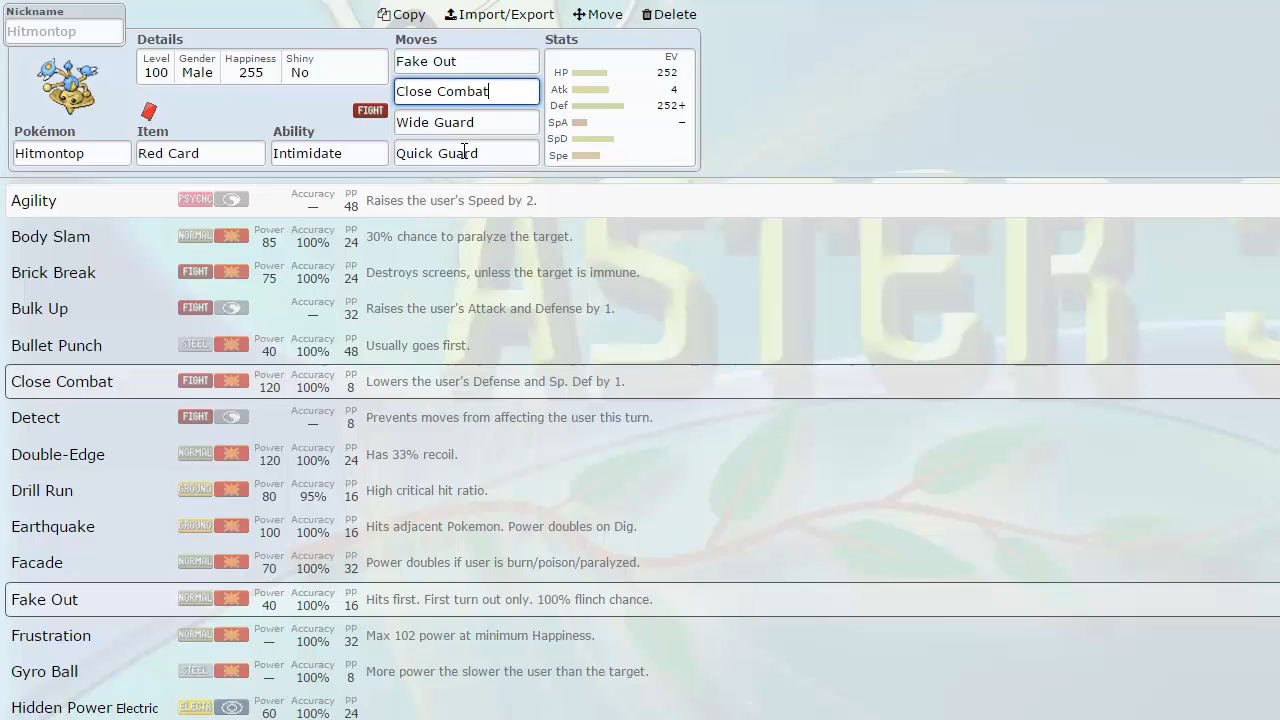 Nickname
Hitmontop
Copy Import/Export Move Delete
Details
Level Gender Happiness Shiny
100 Male 255 No
FIGHT
Pokémon Item Ability
Hitmontop Red Card Intimidate
Moves
Fake Out
Close Combat
Wide Guard
Quick Guard
Stats
EV
HP 252
Atk 4
Def 252+
SpA –
SpD
Spe
Agility PSYCHC Accuracy — PP 48 Raises the user's Speed by 2.
Body Slam NORMAL Power 85 Accuracy 100% PP 24 30% chance to paralyze the target.
Brick Break FIGHT Power 75 Accuracy 100% PP 24 Destroys screens, unless the target is immune.
Bulk Up FIGHT Accuracy — PP 32 Raises the user's Attack and Defense by 1.
Bullet Punch STEEL Power 40 Accuracy 100% PP 48 Usually goes first.
Close Combat FIGHT Power 120 Accuracy 100% PP 8 Lowers the user's Defense and Sp. Def by 1.
Detect FIGHT Accuracy — PP 8 Prevents moves from affecting the user this turn.
Double-Edge NORMAL Power 120 Accuracy 100% PP 24 Has 33% recoil.
Drill Run GROUND Power 80 Accuracy 95% PP 16 High critical hit ratio.
Earthquake GROUND Power 100 Accuracy 100% PP 16 Hits adjacent Pokemon. Power doubles on Dig.
Facade NORMAL Power 70 Accuracy 100% PP 32 Power doubles if user is burn/poison/paralyzed.
Fake Out NORMAL Power 40 Accuracy 100% PP 16 Hits first. First turn out only. 100% flinch chance.
Frustration NORMAL Power — Accuracy 100% PP 32 Max 102 power at minimum Happiness.
Gyro Ball STEEL Power — Accuracy 100% PP 8 More power the slower the user than the target.
Hidden Power Electric ELECTR Power 60 Accuracy 100% PP 24
ASTER